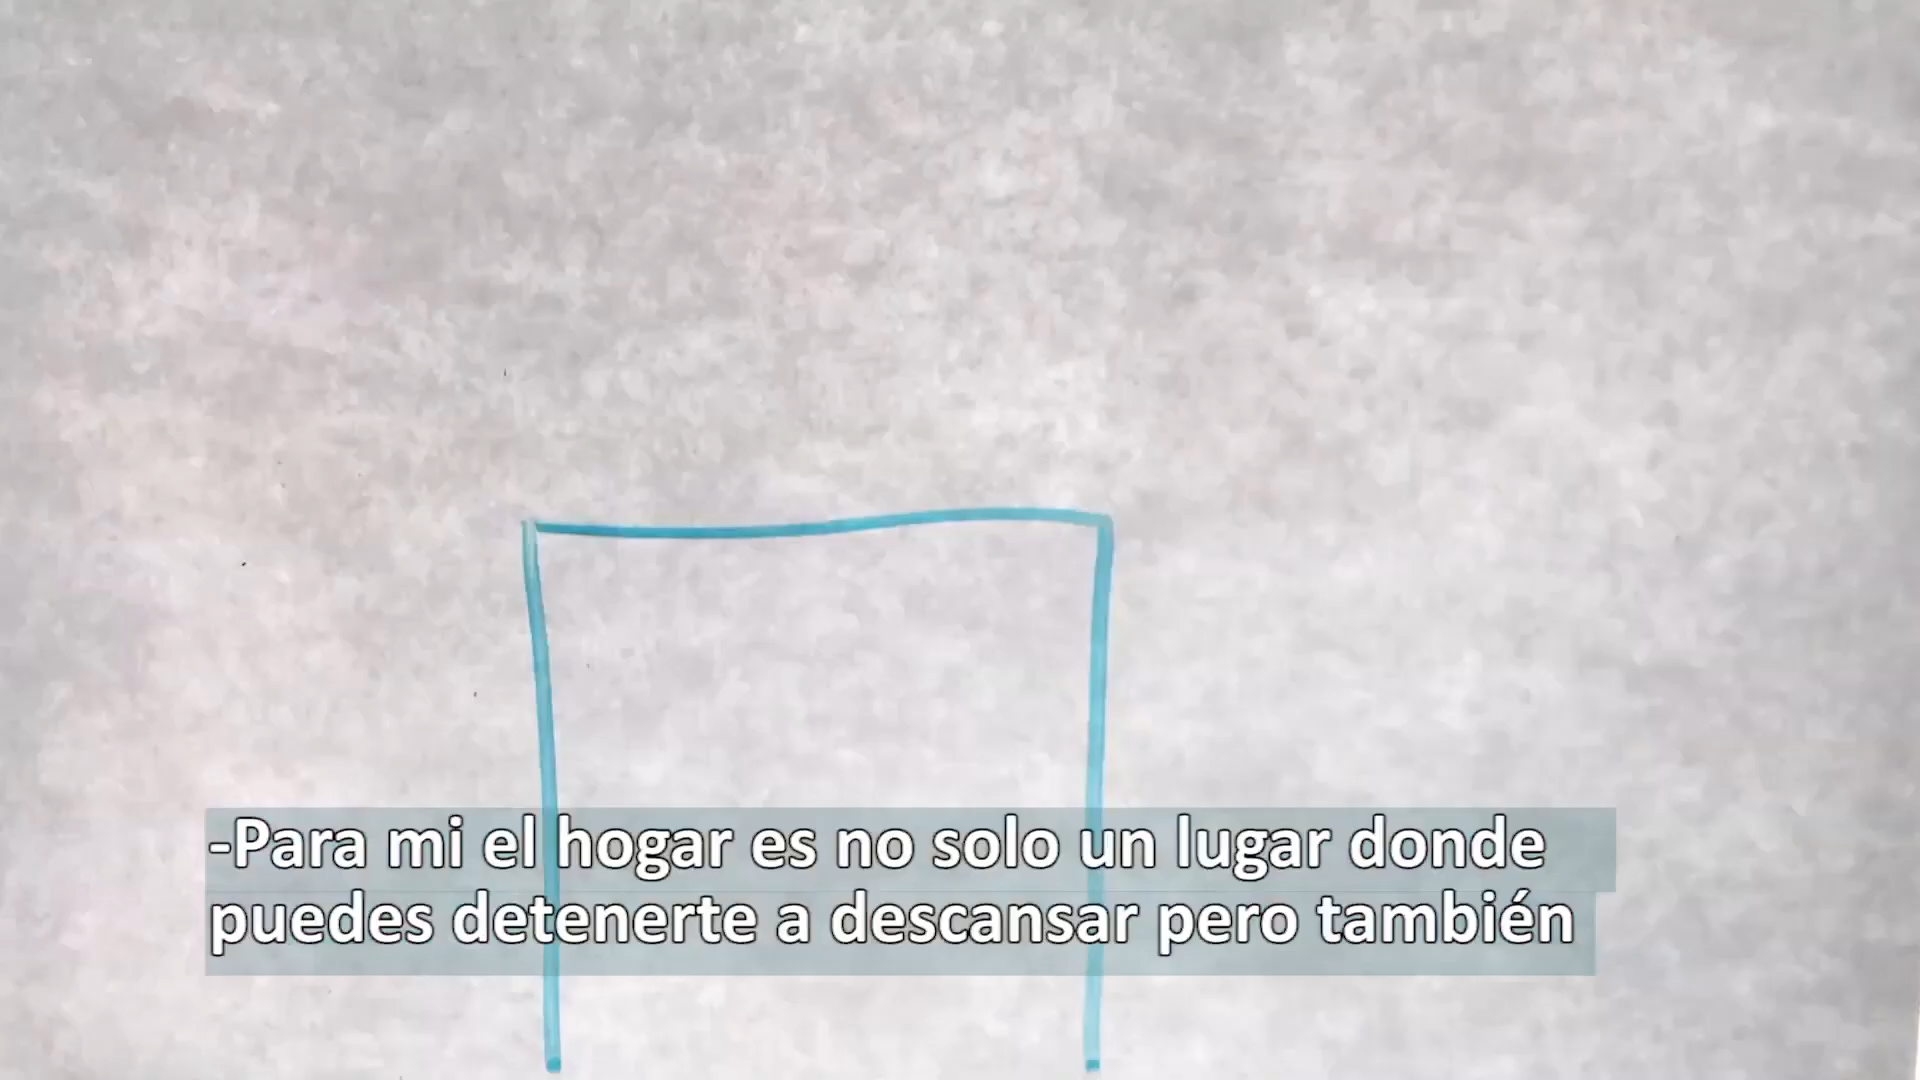 -Para mi el hogar es no solo un lugar donde
puedes detenerte a descansar pero también